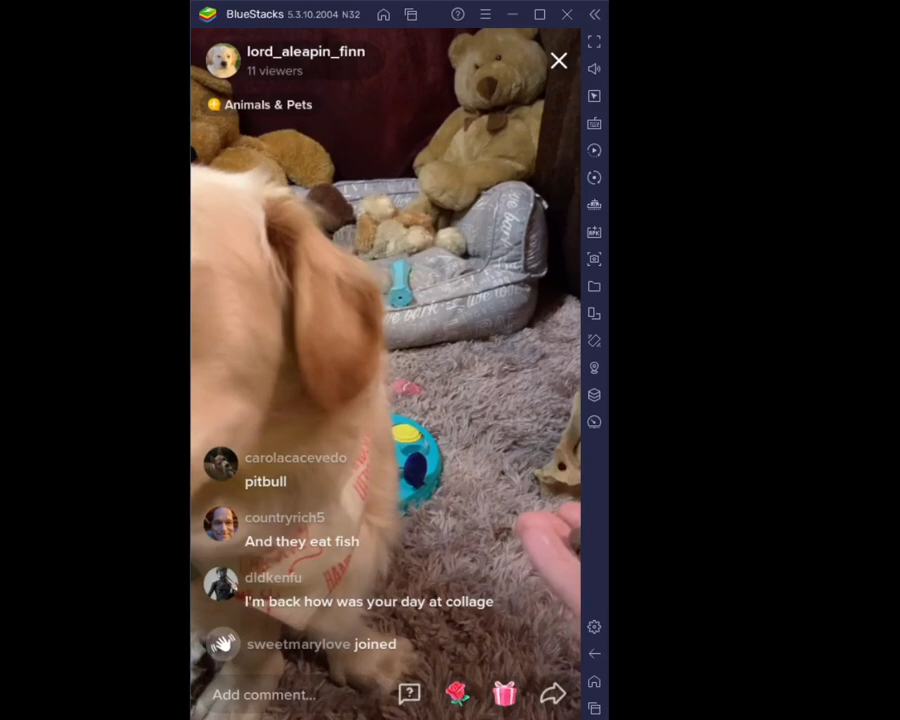 BlueStacks 5.3.10.2004 N32
lord_aleapin_finn
11 viewers
Animals & Pets
carolacacevedo
pitbull
countryrich5
And they eat fish
dldkenfu
I'm back how was your day at collage
sweetmarylove joined
Add comment...